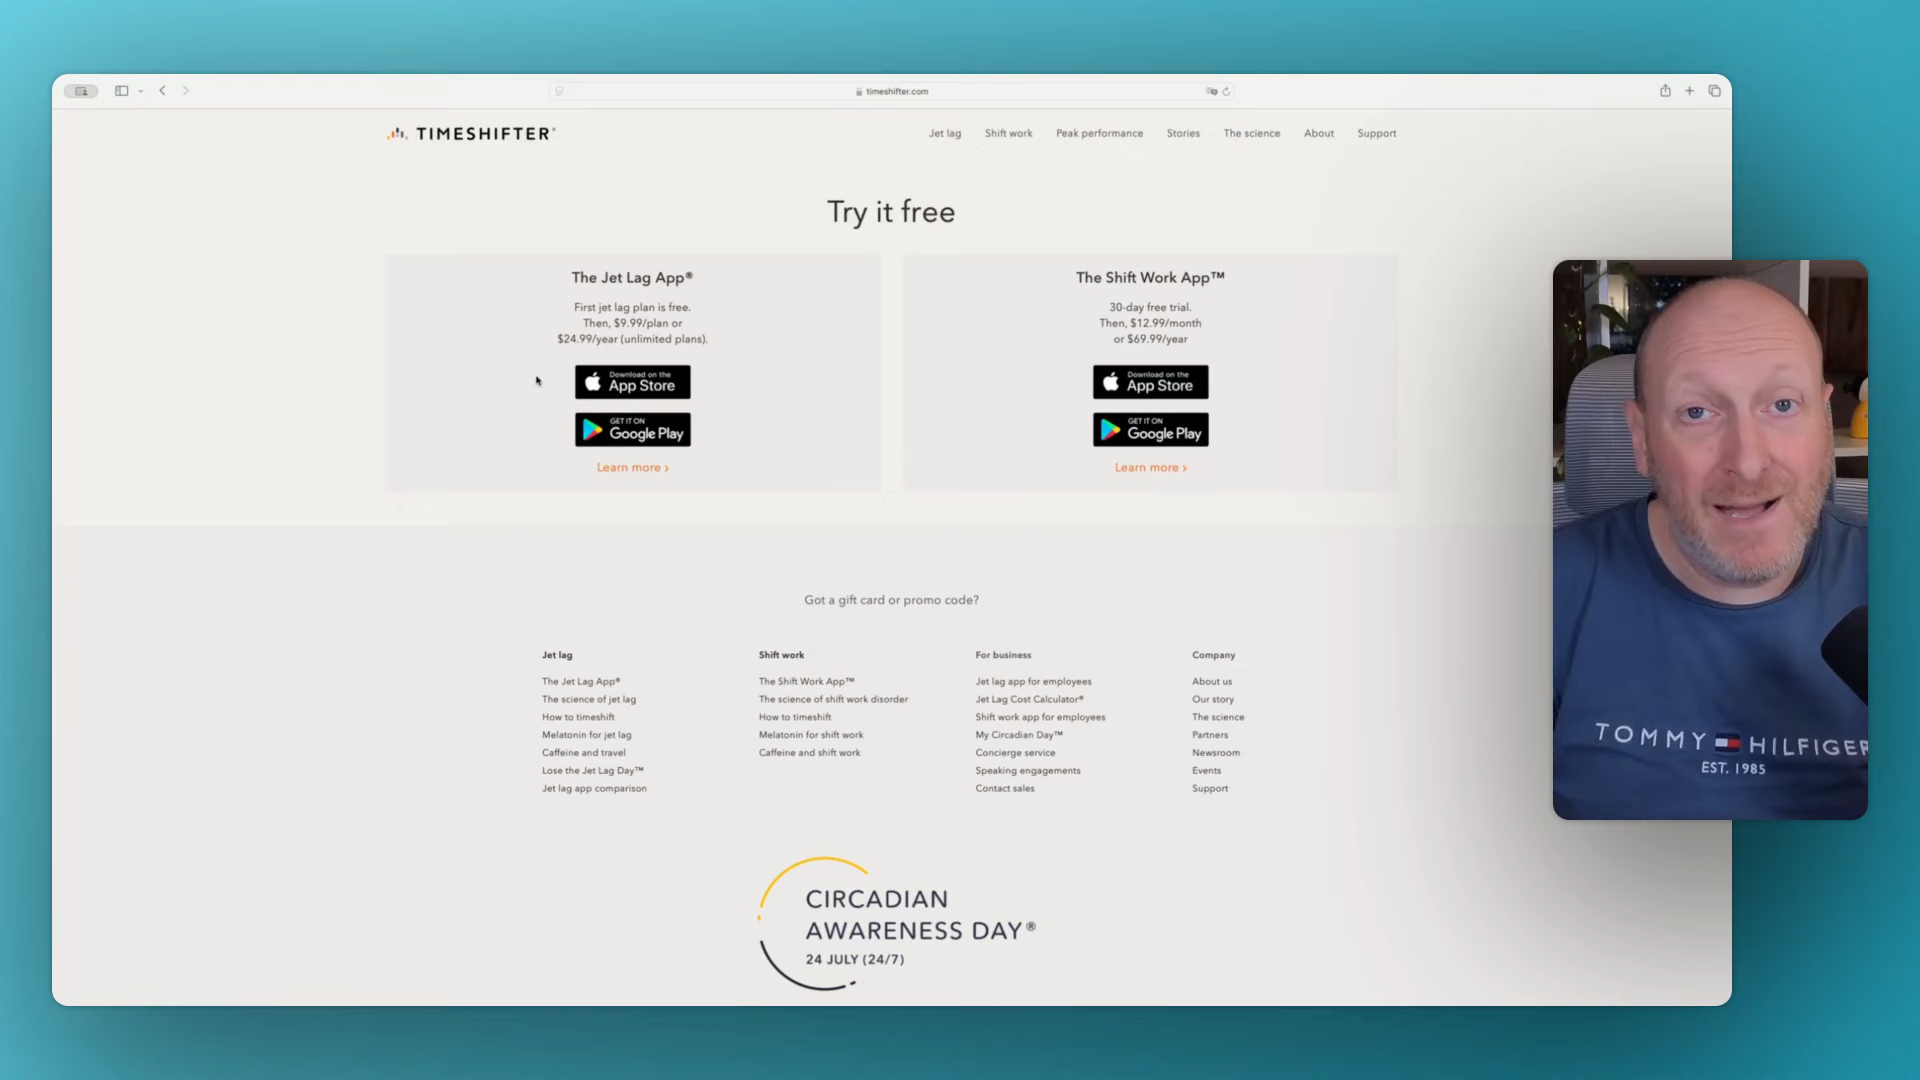 timeshifter.com
TIMESHIFTER®
Jet lag
Shift work
Peak performance
Stories
The science
About
Support
Try it free
The Jet Lag App®
First jet lag plan is free.
Then, $9.99/plan or
$24.99/year (unlimited plans).
Download on the
App Store
GET IT ON
Google Play
Learn more ›
The Shift Work App™
30-day free trial.
Then, $12.99/month
or $69.99/year
Download on the
App Store
GET IT ON
Google Play
Learn more ›
Got a gift card or promo code?
Jet lag
The Jet Lag App®
The science of jet lag
How to timeshift
Melatonin for jet lag
Caffeine and travel
Lose the Jet Lag Day™
Jet lag app comparison
Shift work
The Shift Work App™
The science of shift work disorder
How to timeshift
Melatonin for shift work
Caffeine and shift work
For business
Jet lag app for employees
Jet Lag Cost Calculator®
Shift work app for employees
My Circadian Day™
Concierge service
Speaking engagements
Contact sales
Company
About us
Our story
The science
Partners
Newsroom
Events
Support
CIRCADIAN
AWARENESS DAY®
24 JULY (24/7)
TOMMY HILFIGER
EST. 1985